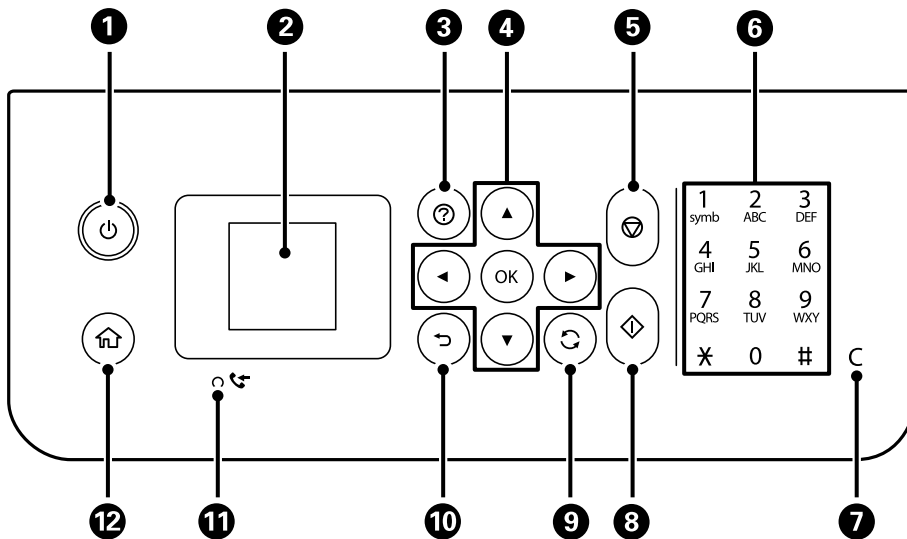 1 2 3 4 5 6
?
1 2 3
symb ABC DEF
OK
4 5 6
GHI JKL MNO
7 8 9
PQRS TUV WXY
* 0 #
C
12 11 10 9 8 7